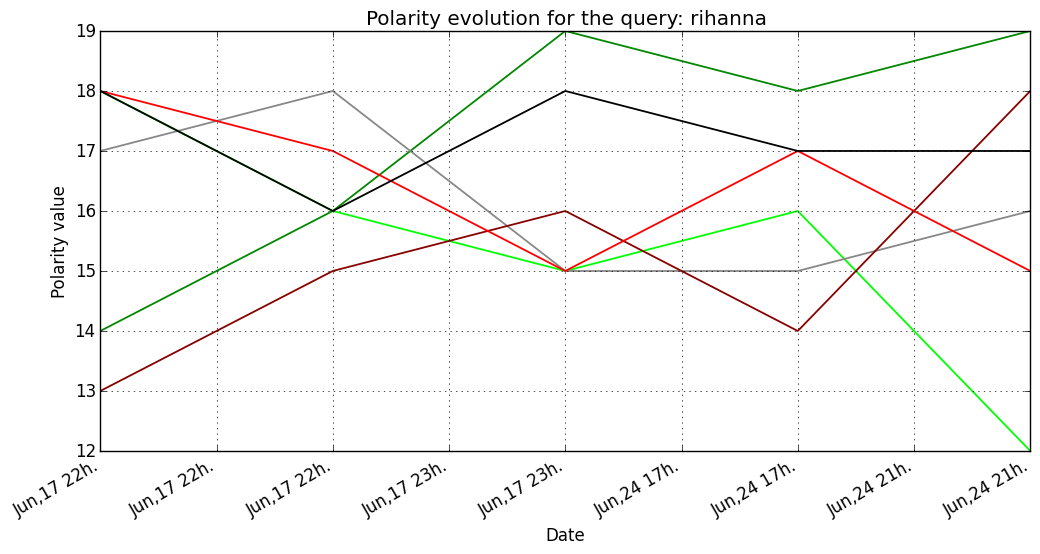 Polarity evolution for the query: rihanna
19
18
17
16
15
14
13
12
Polarity value
Jun,17 22h.
Jun,17 22h.
Jun,17 22h.
Jun,17 23h.
Jun,17 23h.
Jun,24 17h.
Jun,24 17h.
Jun,24 21h.
Jun,24 21h.
Date